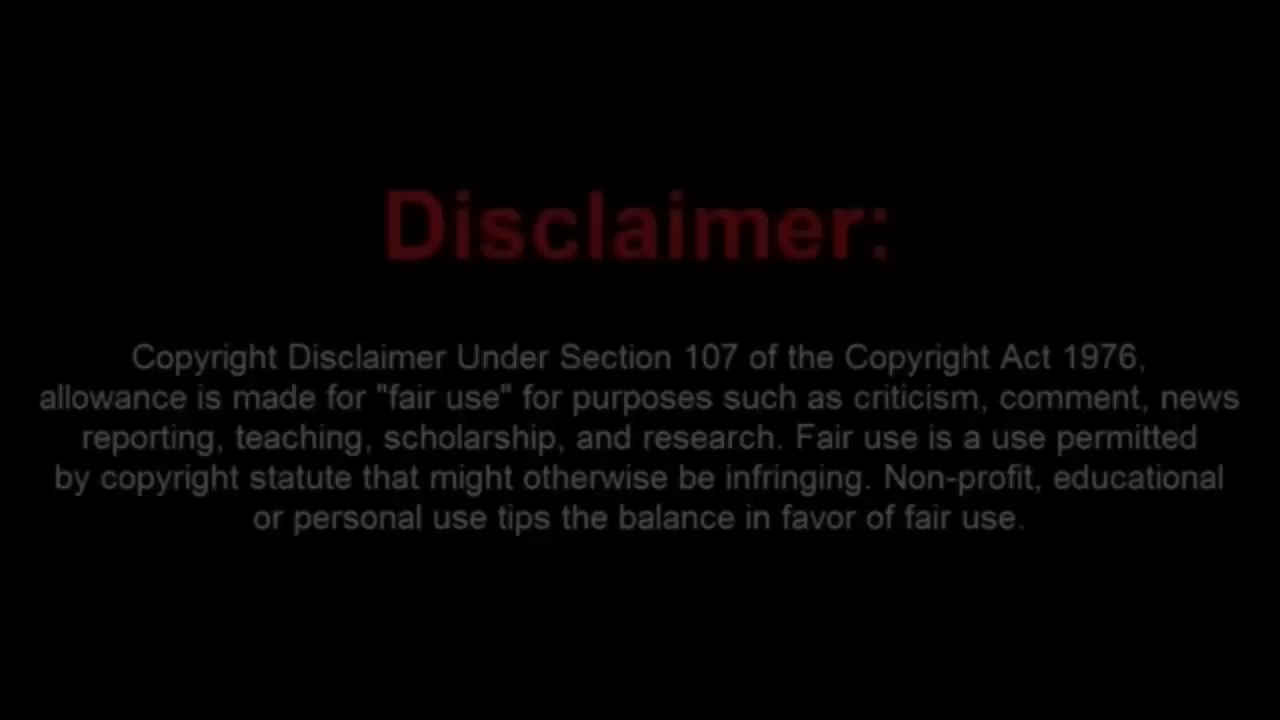 Disclaimer:
Copyright Disclaimer Under Section 107 of the Copyright Act 1976,
allowance is made for "fair use" for purposes such as criticism, comment, news
reporting, teaching, scholarship, and research. Fair use is a use permitted
by copyright statute that might otherwise be infringing. Non-profit, educational
or personal use tips the balance in favor of fair use.